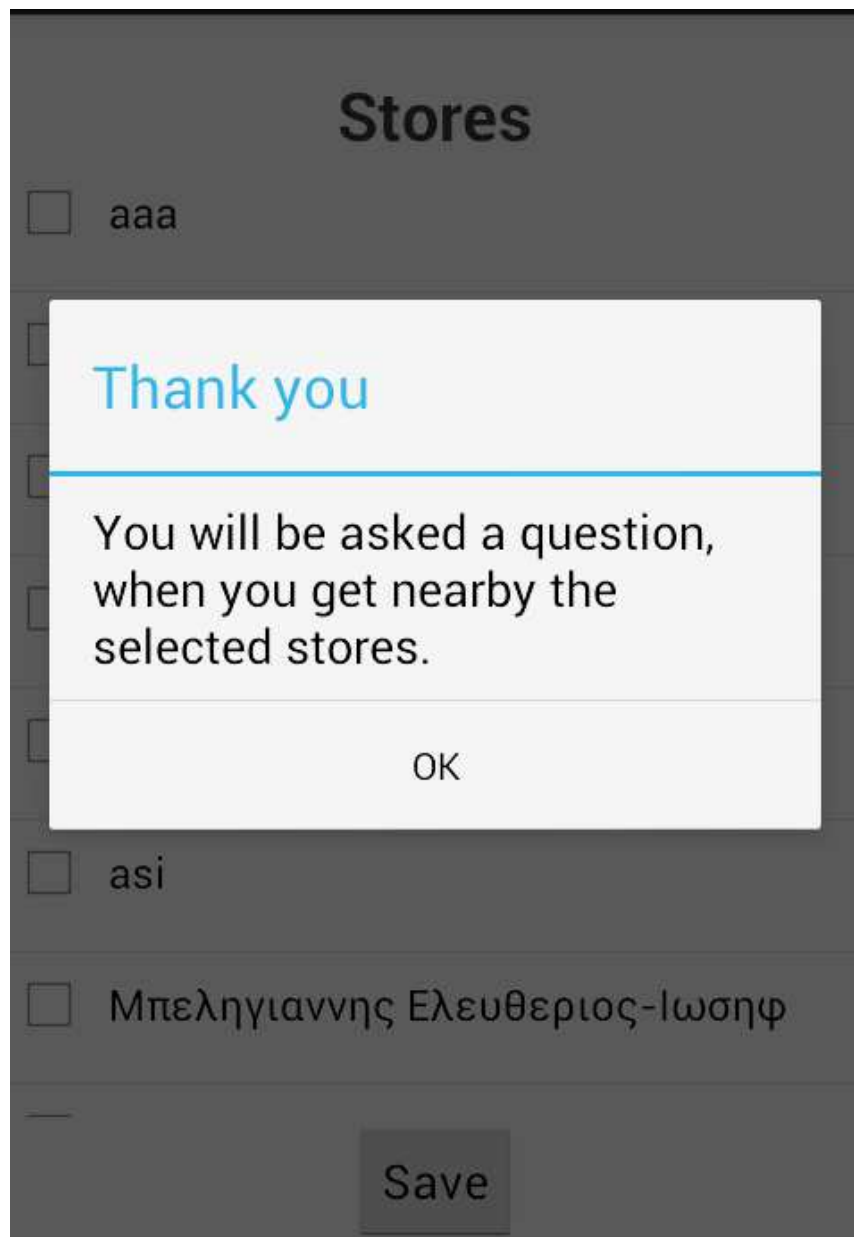 Stores
aaa
Thank you
You will be asked a question,
when you get nearby the
selected stores.
OK
asi
Μπεληγιαννης Ελευθεριος-Ιωσηφ
Save